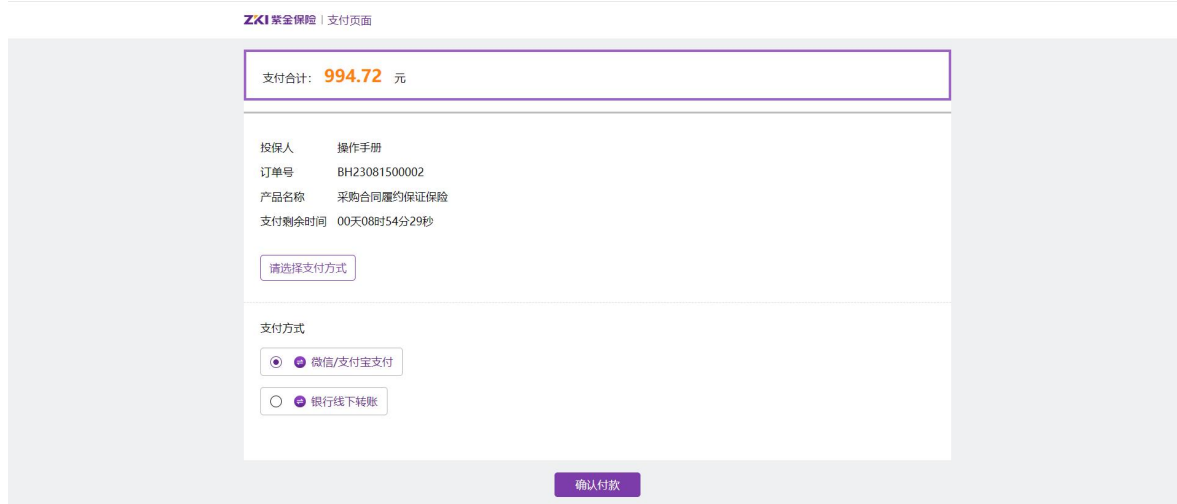 ZKI 紫金保险 | 支付页面
支付合计： 994.72 元
投保人 操作手册
订单号 BH23081500002
产品名称 采购合同履约保证保险
支付剩余时间 00天08时54分29秒
请选择支付方式
支付方式
微信/支付宝支付
银行线下转账
确认付款